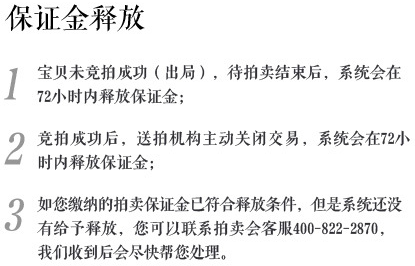 保证金释放
1 宝贝未竞拍成功（出局），待拍卖结束后，系统会在
72小时内释放保证金；
2 竞拍成功后，送拍机构主动关闭交易，系统会在72小
时内释放保证金；
3 如您缴纳的拍卖保证金已符合释放条件，但是系统还没
有给予释放，您可以联系拍卖会客服400-822-2870，
我们收到后会尽快帮您处理。